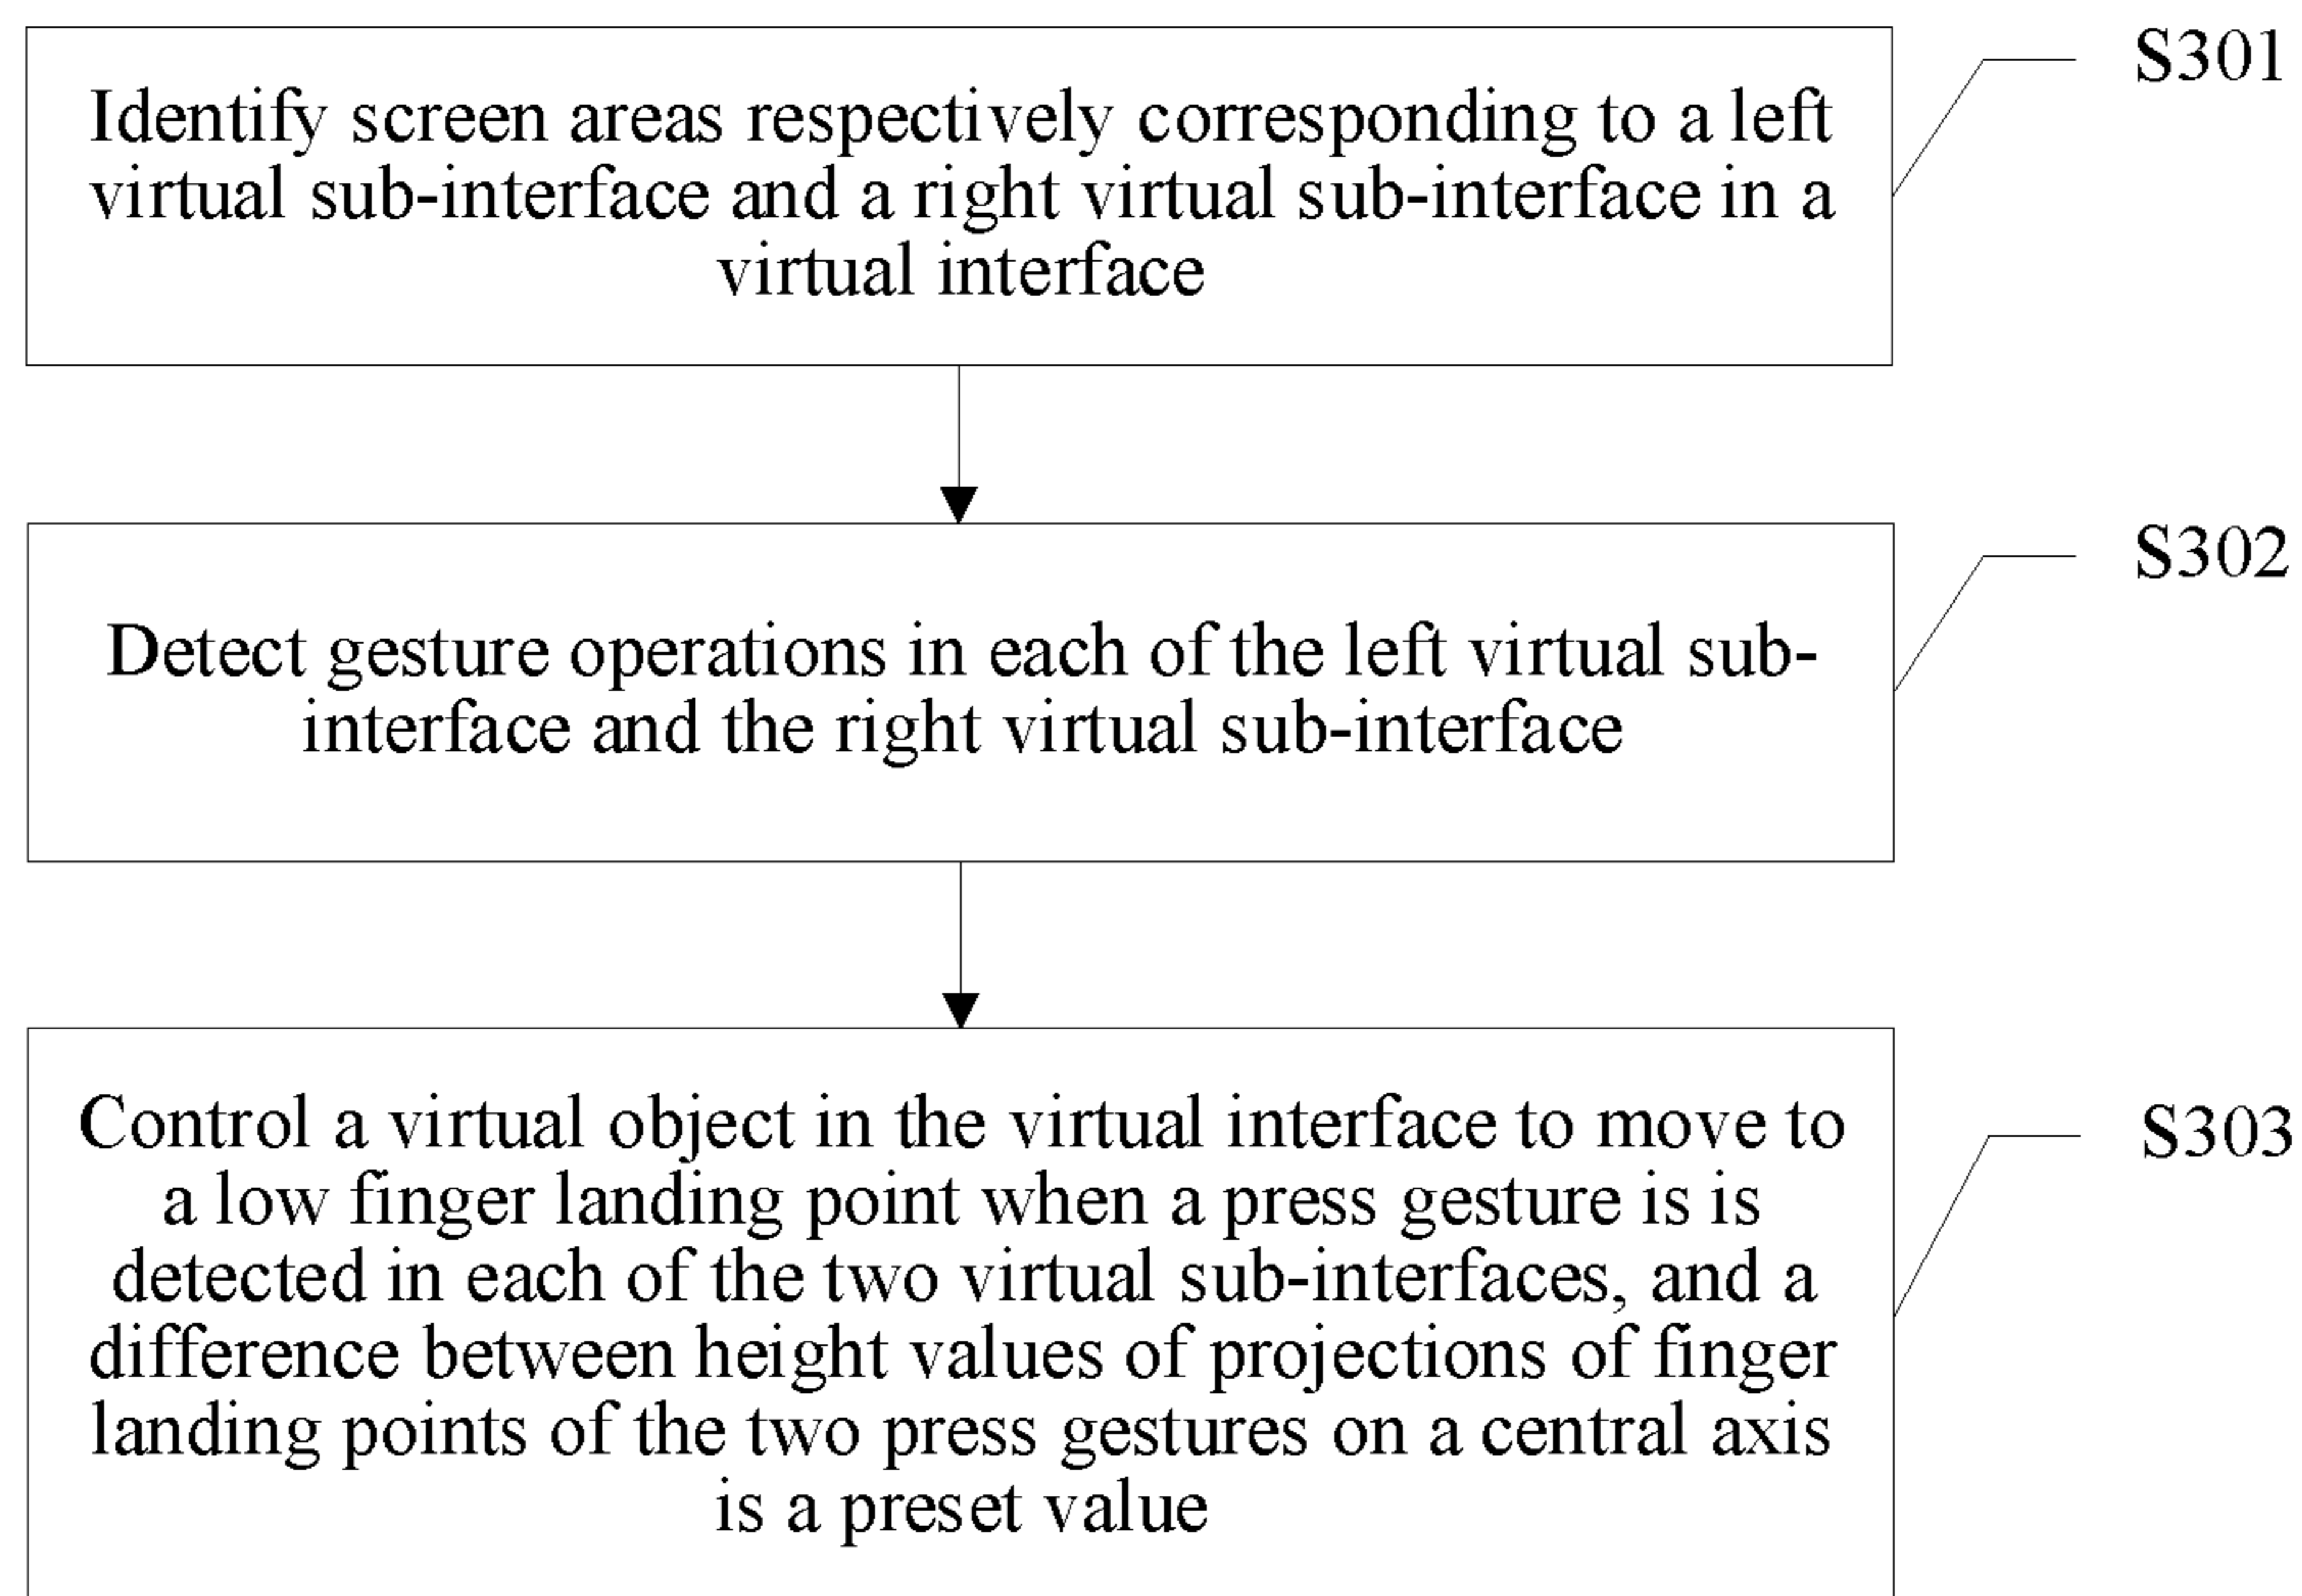 S301
Identify screen areas respectively corresponding to a left
virtual sub-interface and a right virtual sub-interface in a
virtual interface
S302
Detect gesture operations in each of the left virtual sub-
interface and the right virtual sub-interface
S303
Control a virtual object in the virtual interface to move to
a low finger landing point when a press gesture is is
detected in each of the two virtual sub-interfaces, and a
difference between height values of projections of finger
landing points of the two press gestures on a central axis
is a preset value